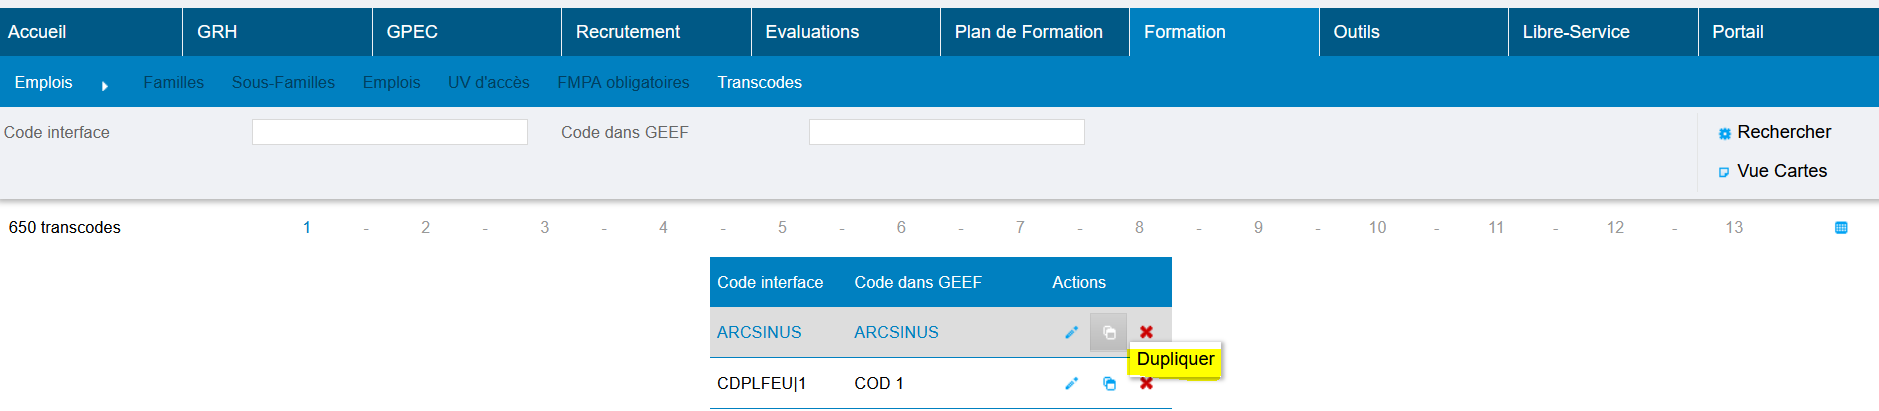 Accueil GRH GPEC Recrutement Evaluations Plan de Formation Formation Outils Libre-Service Portail
Emplois Familles Sous-Familles Emplois UV d'accès FMPA obligatoires Transcodes
Code interface Code dans GEEF Rechercher
Vue Cartes
650 transcodes 1 - 2 - 3 - 4 - 5 - 6 - 7 - 8 - 9 - 10 - 11 - 12 - 13
Code interface Code dans GEEF Actions
ARCSINUS ARCSINUS
Dupliquer
CDPLFEU|1 COD 1